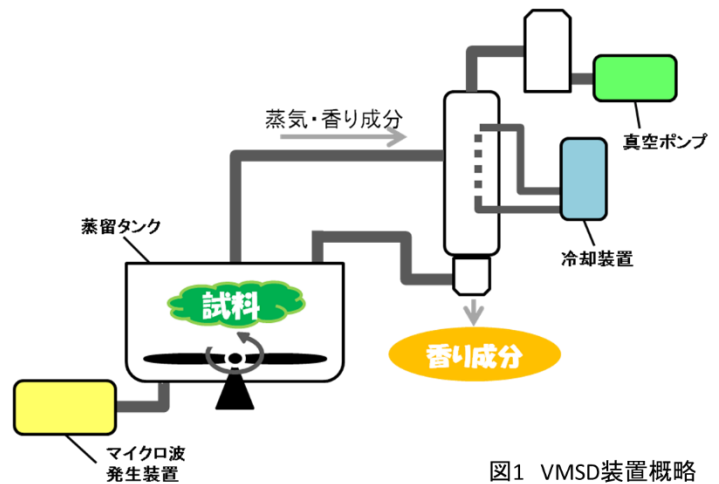 蒸気・香り成分
真空ポンプ
蒸留タンク
冷却装置
試料
香り成分
マイクロ波
発生装置
図1 VMSD装置概略